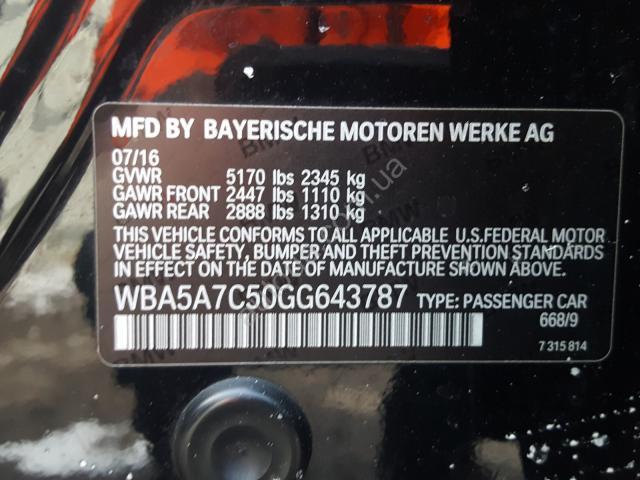 MFD BY BAYERISCHE MOTOREN WERKE AG
07/16
GVWR 5170 lbs 2345 kg
GAWR FRONT 2447 lbs 1110 kg
GAWR REAR 2888 lbs 1310 kg
THIS VEHICLE CONFORMS TO ALL APPLICABLE U.S.FEDERAL MOTOR
VEHICLE SAFETY, BUMPER AND THEFT PREVENTION STANDARDS
IN EFFECT ON THE DATE OF MANUFACTURE SHOWN ABOVE.
WBA5A7C50GG643787 TYPE: PASSENGER CAR
668/9
7 315 814